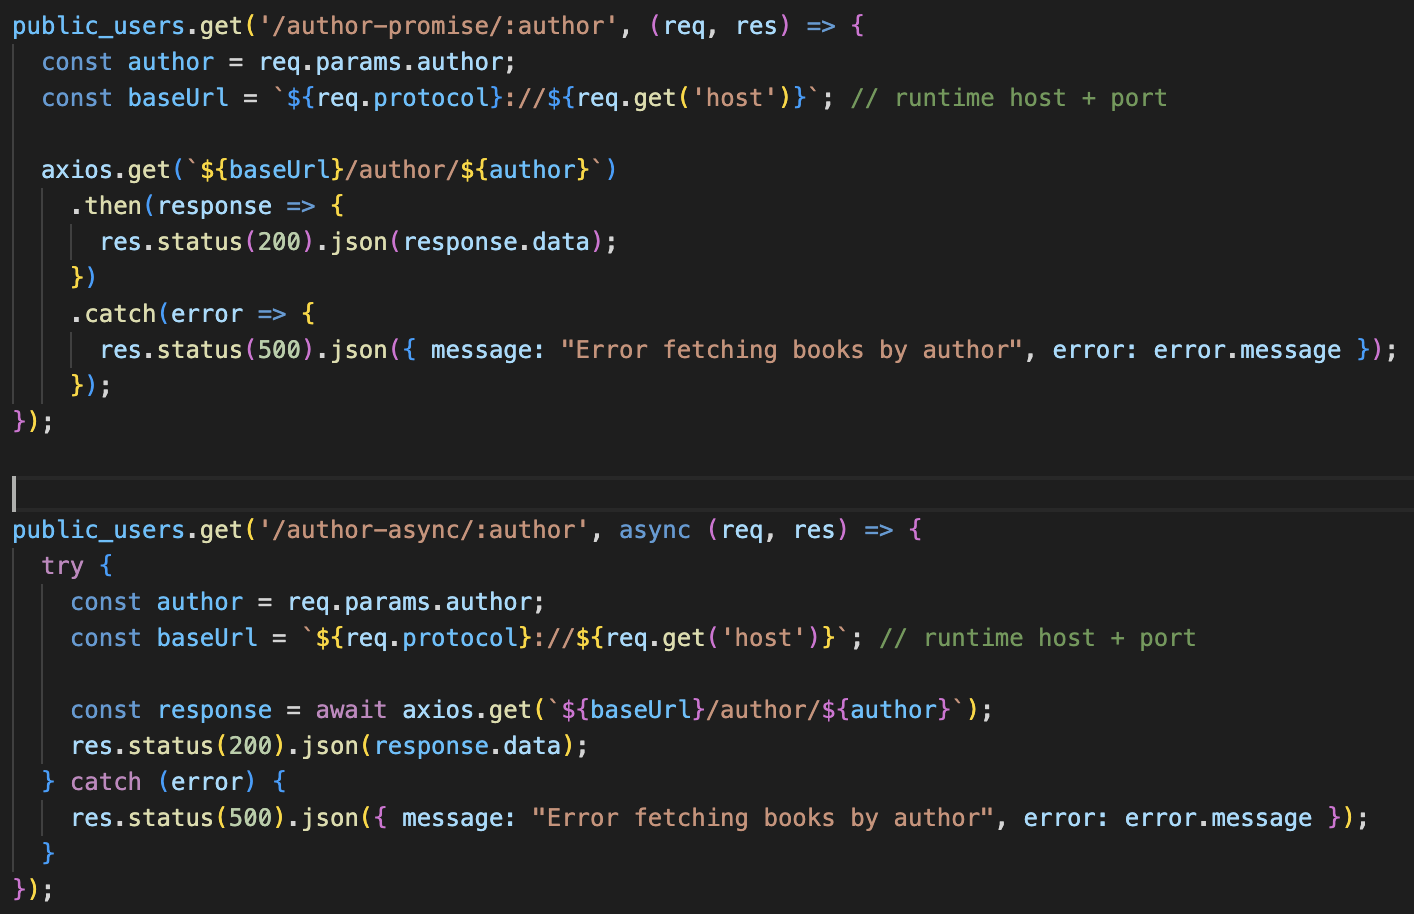 public_users.get('/author-promise/:author', (req, res) => {
  const author = req.params.author;
  const baseUrl = `${req.protocol}://${req.get('host')}`; // runtime host + port

  axios.get(`${baseUrl}/author/${author}`)
    .then(response => {
      res.status(200).json(response.data);
    })
    .catch(error => {
      res.status(500).json({ message: "Error fetching books by author", error: error.message });
    });
});


public_users.get('/author-async/:author', async (req, res) => {
  try {
    const author = req.params.author;
    const baseUrl = `${req.protocol}://${req.get('host')}`; // runtime host + port

    const response = await axios.get(`${baseUrl}/author/${author}`);
    res.status(200).json(response.data);
  } catch (error) {
    res.status(500).json({ message: "Error fetching books by author", error: error.message });
  }
});